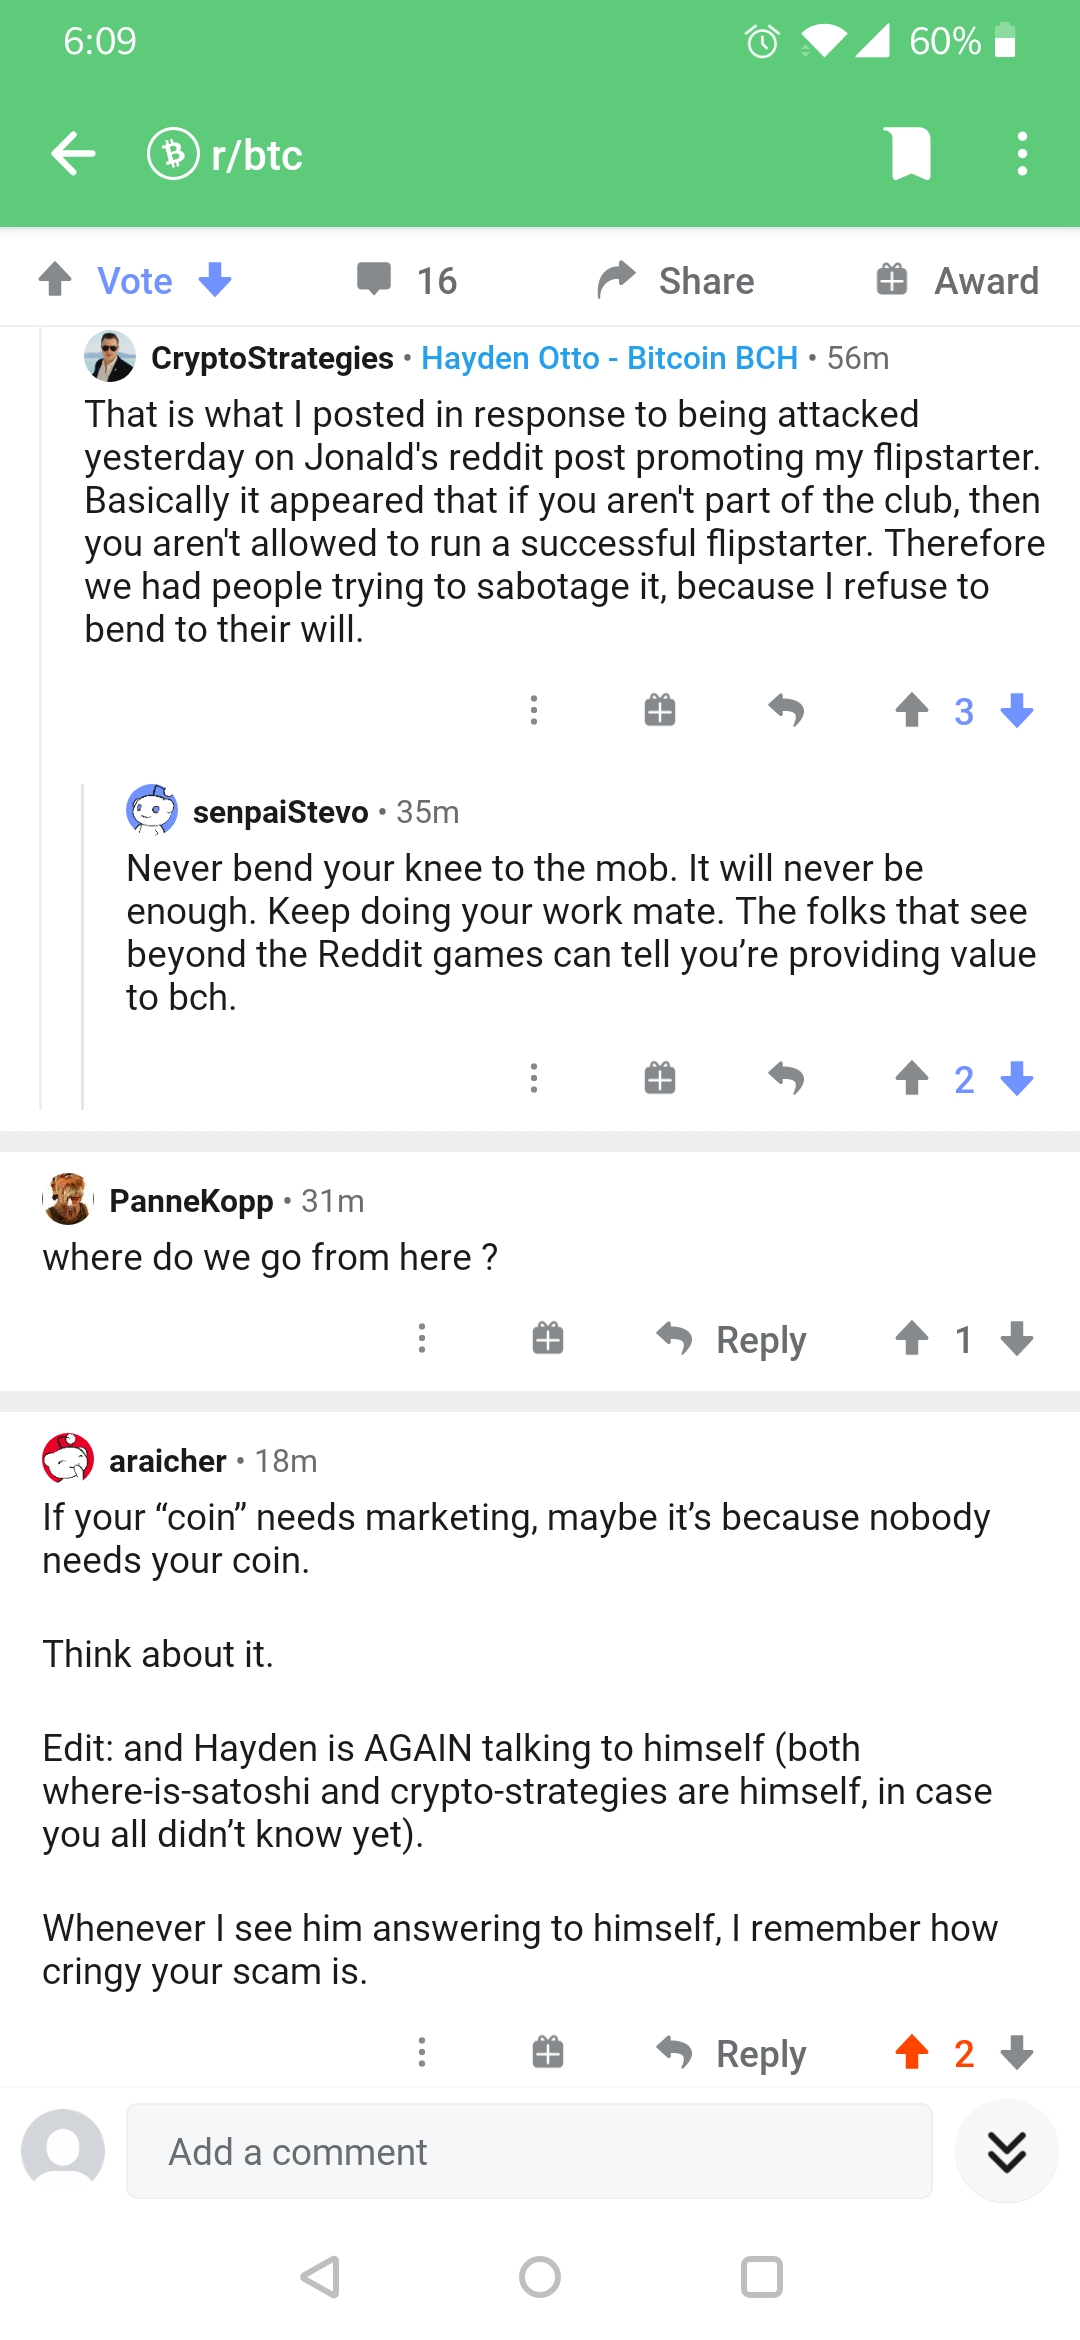 6:09
60%
r/btc
Vote
16
Share
Award
CryptoStrategies • Hayden Otto - Bitcoin BCH • 56m
That is what I posted in response to being attacked
yesterday on Jonald's reddit post promoting my flipstarter.
Basically it appeared that if you aren't part of the club, then
you aren't allowed to run a successful flipstarter. Therefore
we had people trying to sabotage it, because I refuse to
bend to their will.
3
senpaiStevo • 35m
Never bend your knee to the mob. It will never be
enough. Keep doing your work mate. The folks that see
beyond the Reddit games can tell you’re providing value
to bch.
2
PanneKopp • 31m
where do we go from here ?
Reply
1
araicher • 18m
If your “coin” needs marketing, maybe it’s because nobody
needs your coin.
Think about it.
Edit: and Hayden is AGAIN talking to himself (both
where-is-satoshi and crypto-strategies are himself, in case
you all didn’t know yet).
Whenever I see him answering to himself, I remember how
cringy your scam is.
Reply
2
Add a comment